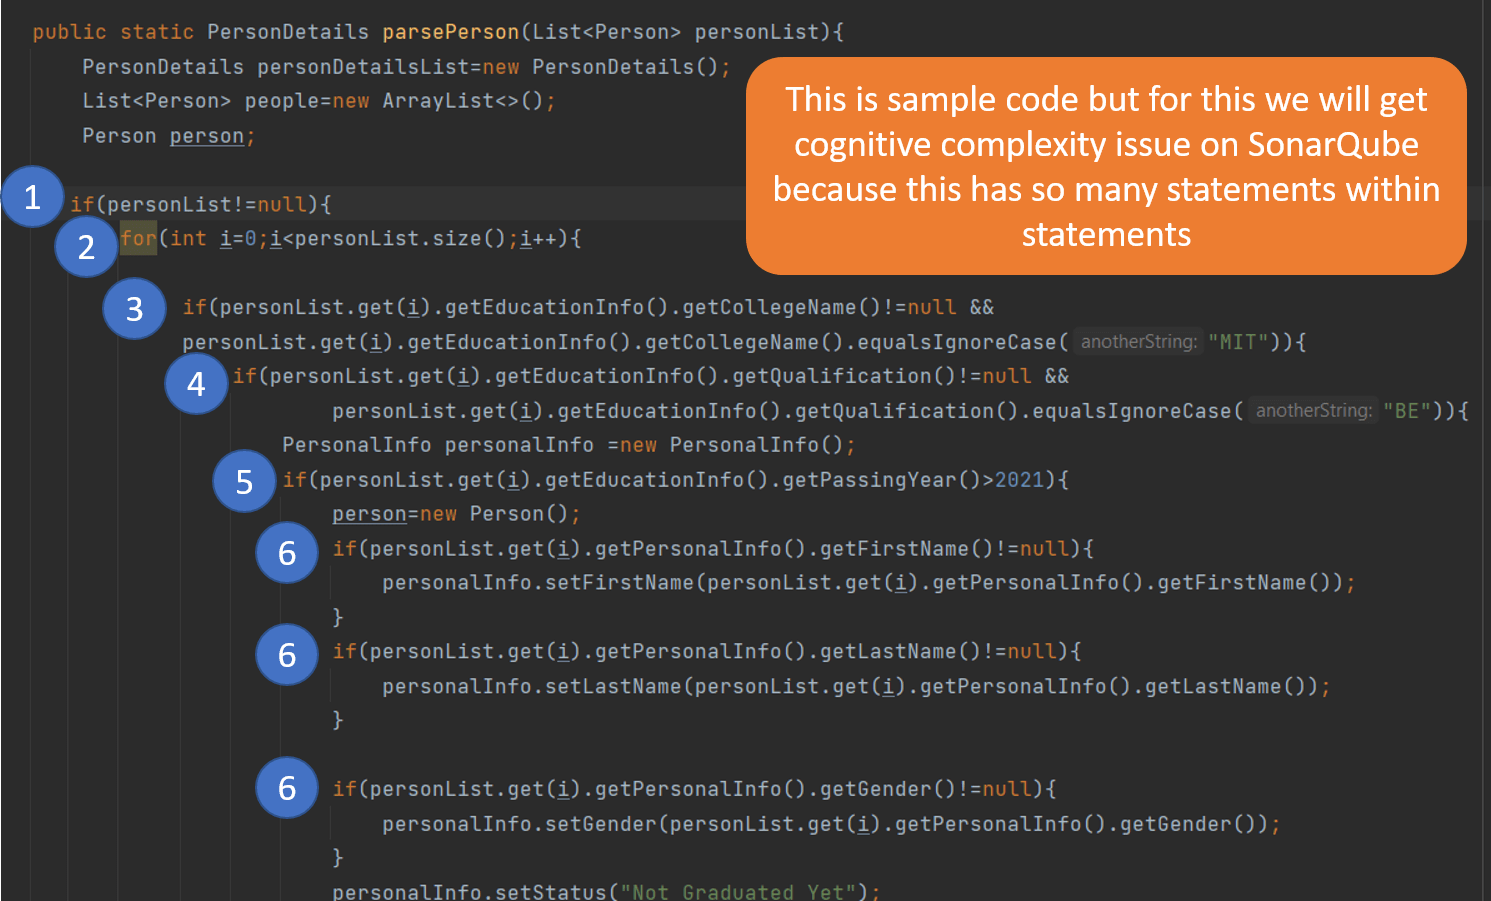 public static PersonDetails parsePerson(List<Person> personList){
PersonDetails personDetailsList=new PersonDetails();
List<Person> people=new ArrayList<>();
Person person;
This is sample code but for this we will get
cognitive complexity issue on SonarQube
because this has so many statements within
statements
1 if(personList!=null){
2 for(int i=0;i<personList.size();i++){
3 if(personList.get(i).getEducationInfo().getCollegeName()!=null &&
personList.get(i).getEducationInfo().getCollegeName().equalsIgnoreCase( anotherString: "MIT")){
4 if(personList.get(i).getEducationInfo().getQualification()!=null &&
personList.get(i).getEducationInfo().getQualification().equalsIgnoreCase( anotherString: "BE")){
PersonalInfo personalInfo =new PersonalInfo();
5 if(personList.get(i).getEducationInfo().getPassingYear()>2021){
person=new Person();
6 if(personList.get(i).getPersonalInfo().getFirstName()!=null){
personalInfo.setFirstName(personList.get(i).getPersonalInfo().getFirstName());
}
6 if(personList.get(i).getPersonalInfo().getLastName()!=null){
personalInfo.setLastName(personList.get(i).getPersonalInfo().getLastName());
}
6 if(personList.get(i).getPersonalInfo().getGender()!=null){
personalInfo.setGender(personList.get(i).getPersonalInfo().getGender());
}
personalInfo.setStatus("Not Graduated Yet");